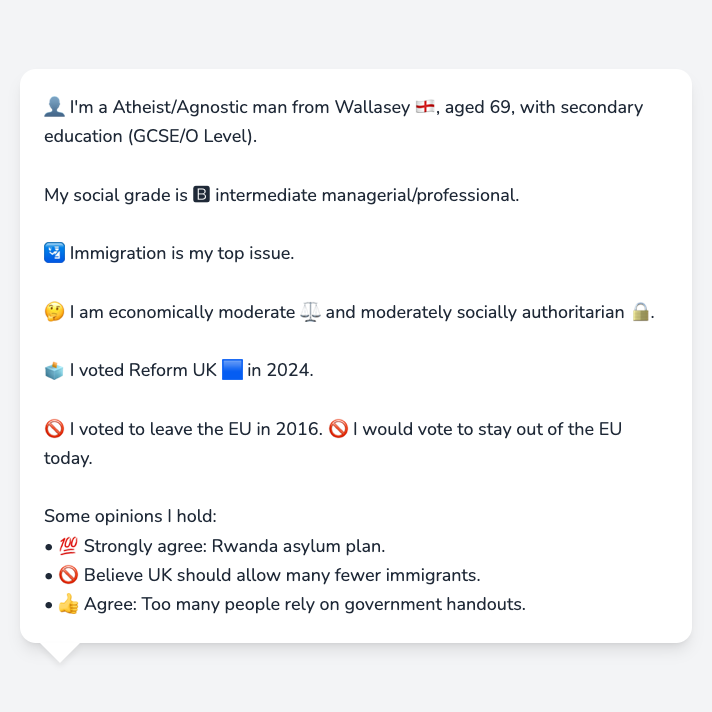 👤 I'm a Atheist/Agnostic man from Wallasey 🏴󠁧󠁢󠁥󠁮󠁧󠁿, aged 69, with secondary
education (GCSE/O Level).
My social grade is 🅱 intermediate managerial/professional.
🛂 Immigration is my top issue.
🤔 I am economically moderate ⚖️ and moderately socially authoritarian 🔒.
🗳️ I voted Reform UK 🟦 in 2024.
🚫 I voted to leave the EU in 2016. 🚫 I would vote to stay out of the EU
today.
Some opinions I hold:
• 💯 Strongly agree: Rwanda asylum plan.
• 🚫 Believe UK should allow many fewer immigrants.
• 👍 Agree: Too many people rely on government handouts.